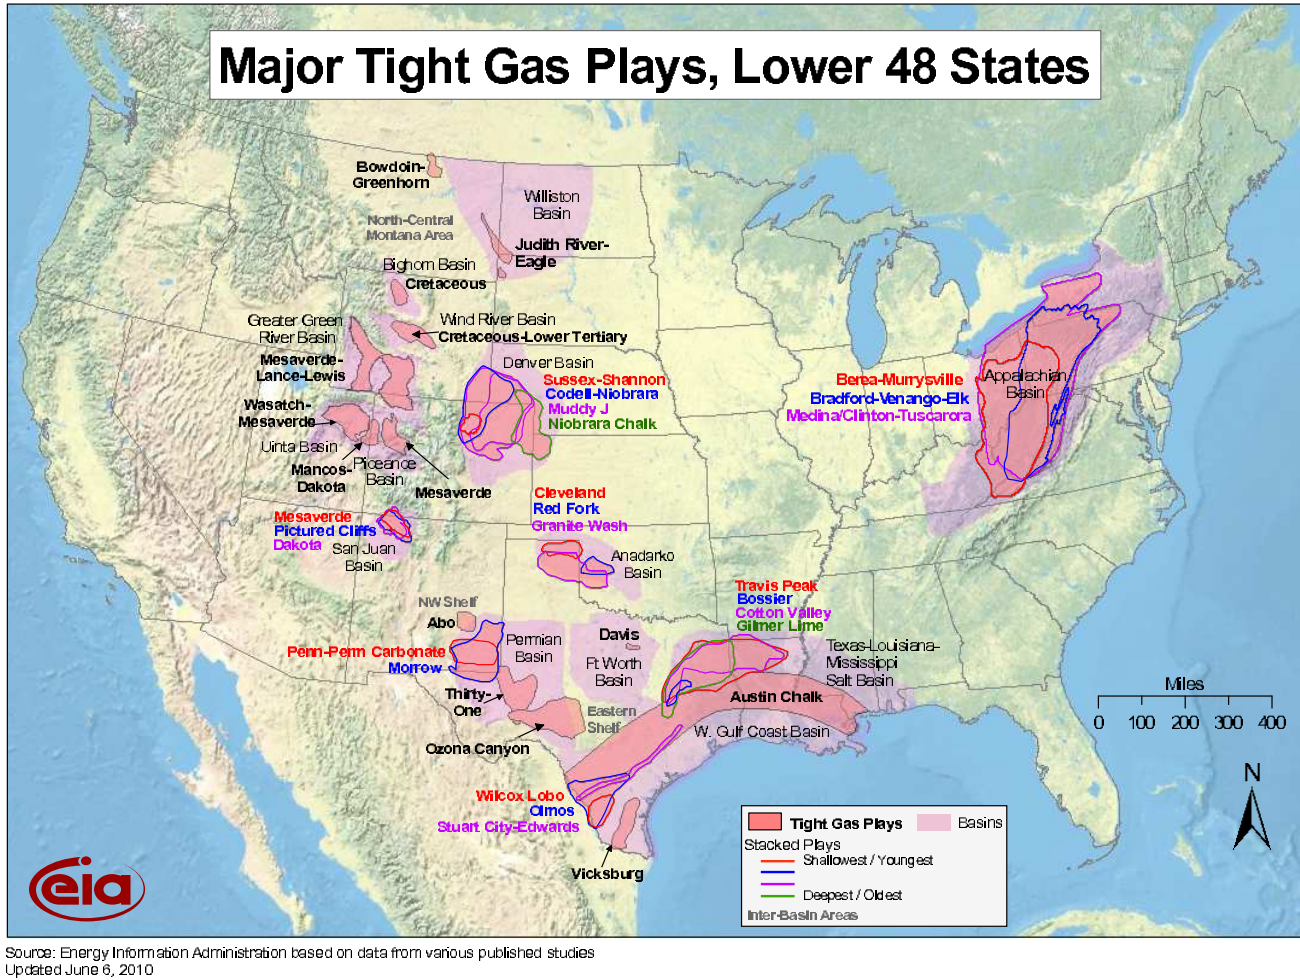 Major Tight Gas Plays, Lower 48 States
Bowdoin-
Greenhorn
Williston
Basin
North-Central
Montana Area
Judith River-
Eagle
Bighorn Basin
Cretaceous
Greater Green
River Basin
Wind River Basin
Cretaceous-Lower Tertiary
Mesaverde-
Lance-Lewis
Denver Basin
Sussex-Shannon
Codell-Niobrara
Muddy J
Niobrara Chalk
Berea-Murrysville
Bradford-Venango-Elk
Medina/Clinton-Tuscarora
Appalachian
Basin
Wasatch-
Mesaverde
Uinta Basin
Mancos-
Dakota
Piceance
Basin
Mesaverde
Cleveland
Red Fork
Granite Wash
Mesaverde
Pictured Cliffs
Dakota
San Juan
Basin
Anadarko
Basin
Travis Peak
Bossier
Cotton Valley
Gilmer Lime
NW Shelf
Abo
Penn-Perm Carbonate
Morrow
Permian
Basin
Davis
Ft Worth
Basin
Texas-Louisiana-
Mississippi
Salt Basin
Thirty-
One
Austin Chalk
Eastern
Shelf
W. Gulf Coast Basin
Ozona Canyon
Wilcox Lobo
Olmos
Stuart City-Edwards
Vicksburg
Miles
0 100 200 300 400
N
Tight Gas Plays
Basins
Stacked Plays
Shallowest / Youngest
Deepest / Oldest
Inter-Basin Areas
eia
Source: Energy Information Administration based on data from various published studies
Updated June 6, 2010